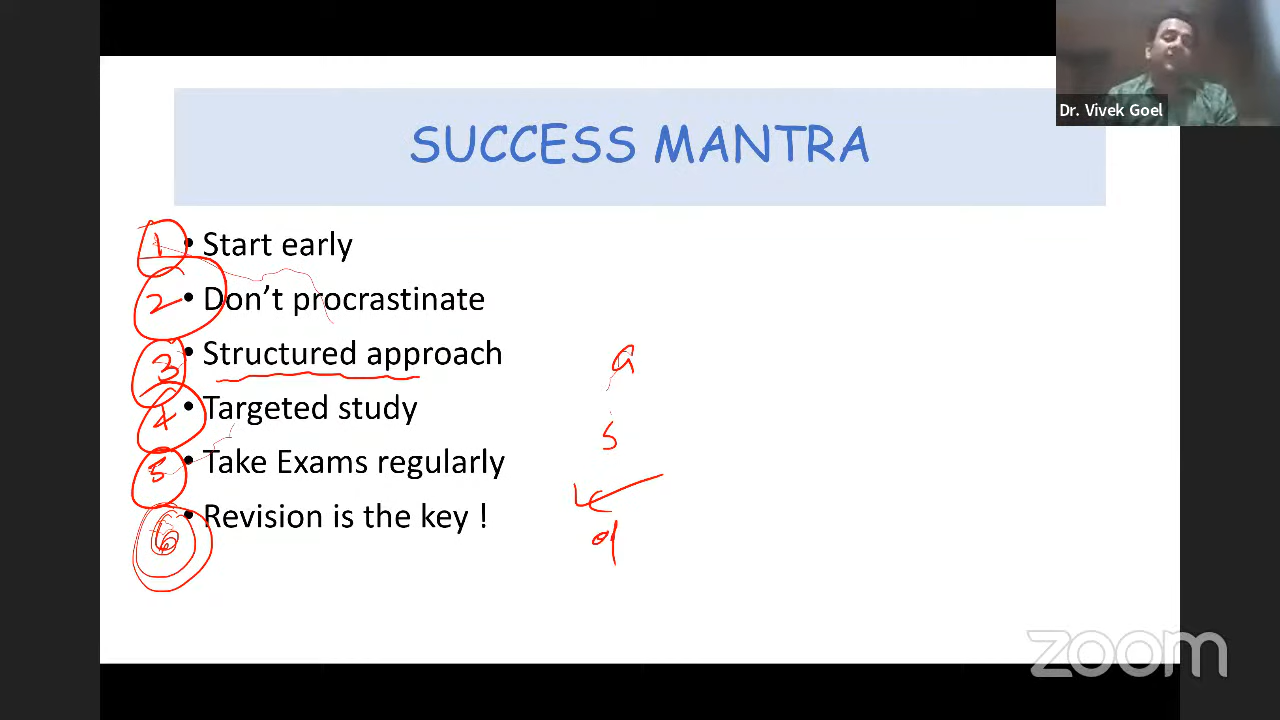 Dr. Vivek Goel
SUCCESS MANTRA
1 • Start early
2 • Don’t procrastinate
3 • Structured approach
4 • Targeted study
5 • Take Exams regularly
6 • Revision is the key !
zoom